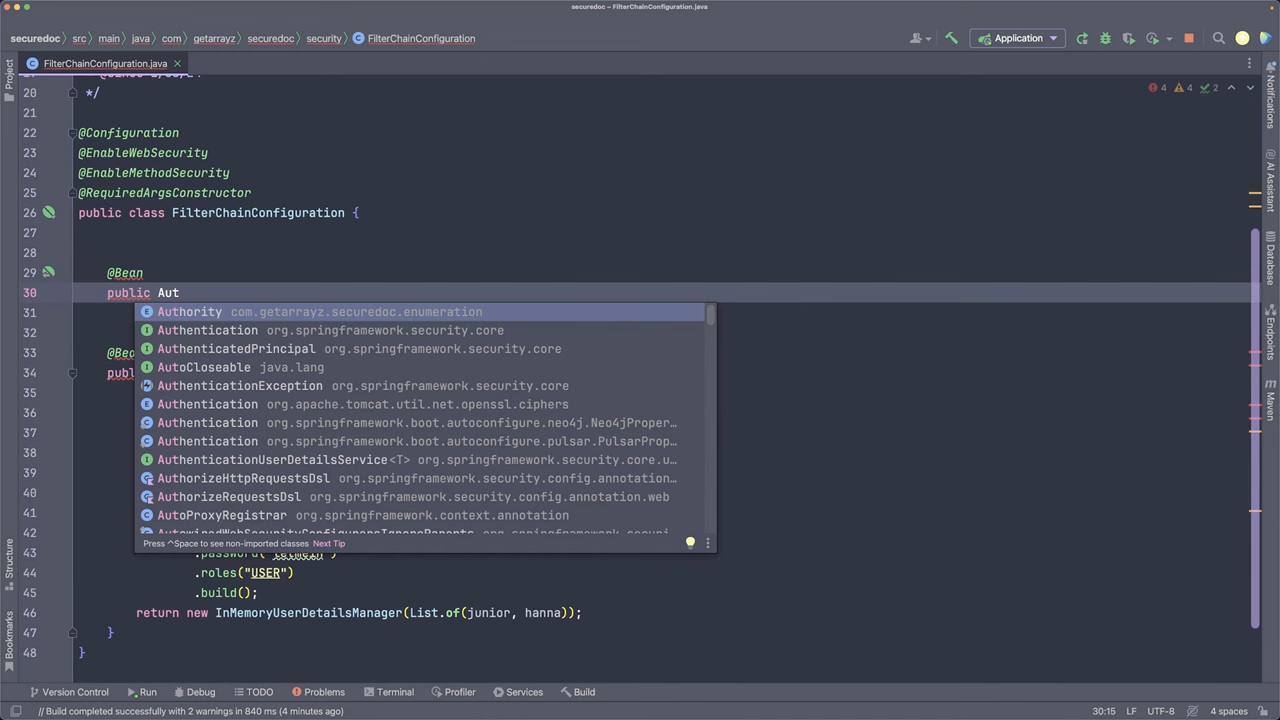 securedoc – FilterChainConfiguration.java
securedoc > src > main > java > com > getarrayz > securedoc > security > FilterChainConfiguration
Application
FilterChainConfiguration.java
Project
20 */
4 4 2
21
22 @Configuration
23 @EnableWebSecurity
24 @EnableMethodSecurity
25 @RequiredArgsConstructor
26 public class FilterChainConfiguration {
27
28
29 @Bean
30 public Aut
31
32
33 @Bea
34 publ
35
36
37
38
39
40
41
42
43 .password("letmein")
44 .roles("USER")
45 .build();
46 return new InMemoryUserDetailsManager(List.of(junior, hanna));
47 }
48 }
Authority com.getarrayz.securedoc.enumeration
Authentication org.springframework.security.core
AuthenticatedPrincipal org.springframework.security.core
AutoCloseable java.lang
AuthenticationException org.springframework.security.core
Authentication org.apache.tomcat.util.net.openssl.ciphers
Authentication org.springframework.boot.autoconfigure.neo4j.Neo4jProper…
Authentication org.springframework.boot.autoconfigure.pulsar.PulsarProp…
AuthenticationUserDetailsService<T> org.springframework.security.core.u…
AuthorizeHttpRequestsDsl org.springframework.security.config.annotation…
AuthorizeRequestsDsl org.springframework.security.config.annotation.web
AutoProxyRegistrar org.springframework.context.annotation
Press ^Space to see non-imported classes Next Tip
Structure
Bookmarks
Notifications
AI Assistant
Database
Endpoints
Maven
Version Control Run Debug TODO Problems Terminal Profiler Services Build
// Build completed successfully with 2 warnings in 840 ms (4 minutes ago) 30:15 LF UTF-8 4 spaces